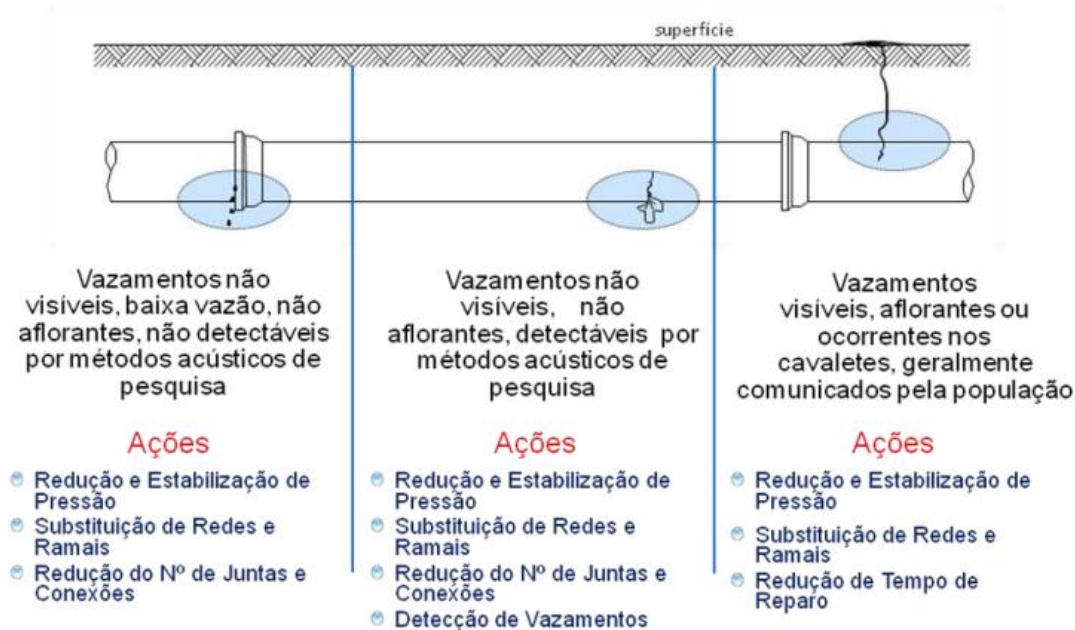 superfície
Vazamentos não
visíveis, baixa vazão, não
aflorantes, não detectáveis
por métodos acústicos de
pesquisa
Ações
Redução e Estabilização de
Pressão
Substituição de Redes e
Ramais
Redução do Nº de Juntas e
Conexões
Vazamentos não
visíveis, não
aflorantes, detectáveis por
métodos acústicos de
pesquisa
Ações
Redução e Estabilização de
Pressão
Substituição de Redes e
Ramais
Redução do Nº de Juntas e
Conexões
Detecção de Vazamentos
Vazamentos
visíveis, aflorantes ou
ocorrentes nos
cavaletes, geralmente
comunicados pela população
Ações
Redução e Estabilização de
Pressão
Substituição de Redes e
Ramais
Redução de Tempo de
Reparo